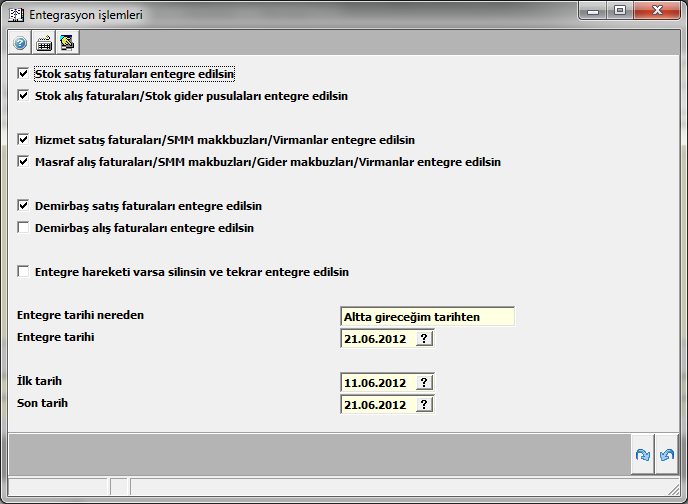 Entegrasyon işlemleri
Stok satış faturaları entegre edilsin
Stok alış faturaları/Stok gider pusulaları entegre edilsin
Hizmet satış faturaları/SMM makkbuzları/Virmanlar entegre edilsin
Masraf alış faturaları/SMM makbuzları/Gider makbuzları/Virmanlar entegre edilsin
Demirbaş satış faturaları entegre edilsin
Demirbaş alış faturaları entegre edilsin
Entegre hareketi varsa silinsin ve tekrar entegre edilsin
Entegre tarihi nereden Altta gireceğim tarihten
Entegre tarihi 21.06.2012 ?
İlk tarih 11.06.2012 ?
Son tarih 21.06.2012 ?